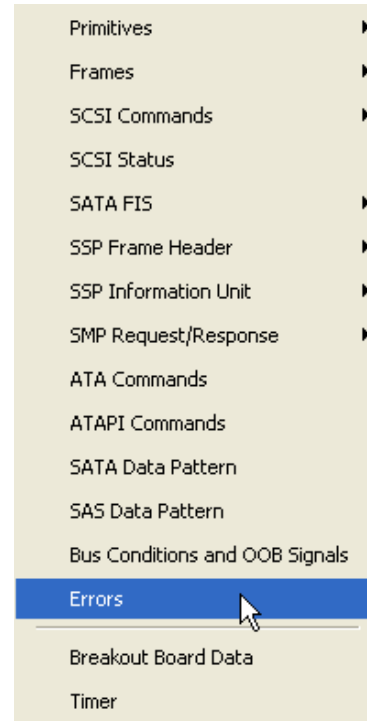 Primitives
Frames
SCSI Commands
SCSI Status
SATA FIS
SSP Frame Header
SSP Information Unit
SMP Request/Response
ATA Commands
ATAPI Commands
SATA Data Pattern
SAS Data Pattern
Bus Conditions and OOB Signals
Errors
Breakout Board Data
Timer